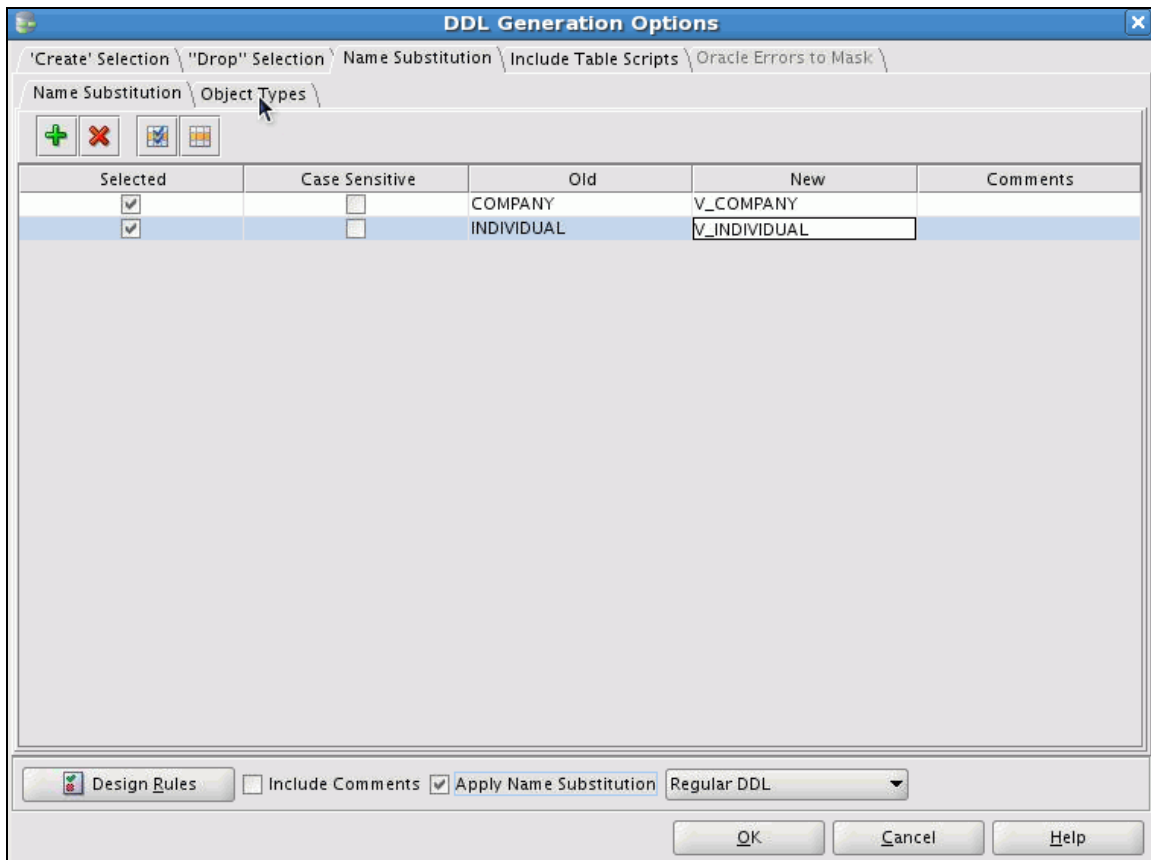 DDL Generation Options
'Create' Selection "Drop" Selection Name Substitution Include Table Scripts Oracle Errors to Mask
Name Substitution Object Types
Selected Case Sensitive Old New Comments
COMPANY V_COMPANY
INDIVIDUAL V_INDIVIDUAL
Design Rules Include Comments Apply Name Substitution Regular DDL
OK Cancel Help